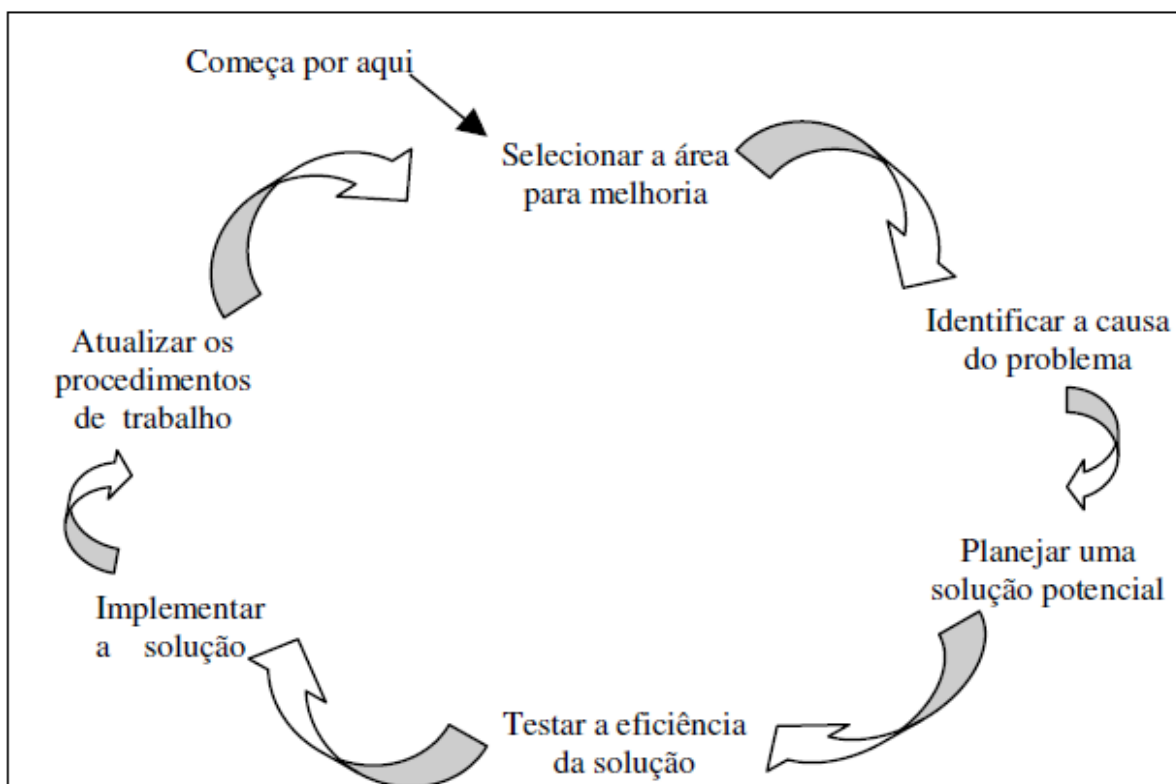 Começa por aqui
Selecionar a área
para melhoria
Identificar a causa
do problema
Planejar uma
solução potencial
Testar a eficiência
da solução
Implementar
a solução
Atualizar os
procedimentos
de trabalho